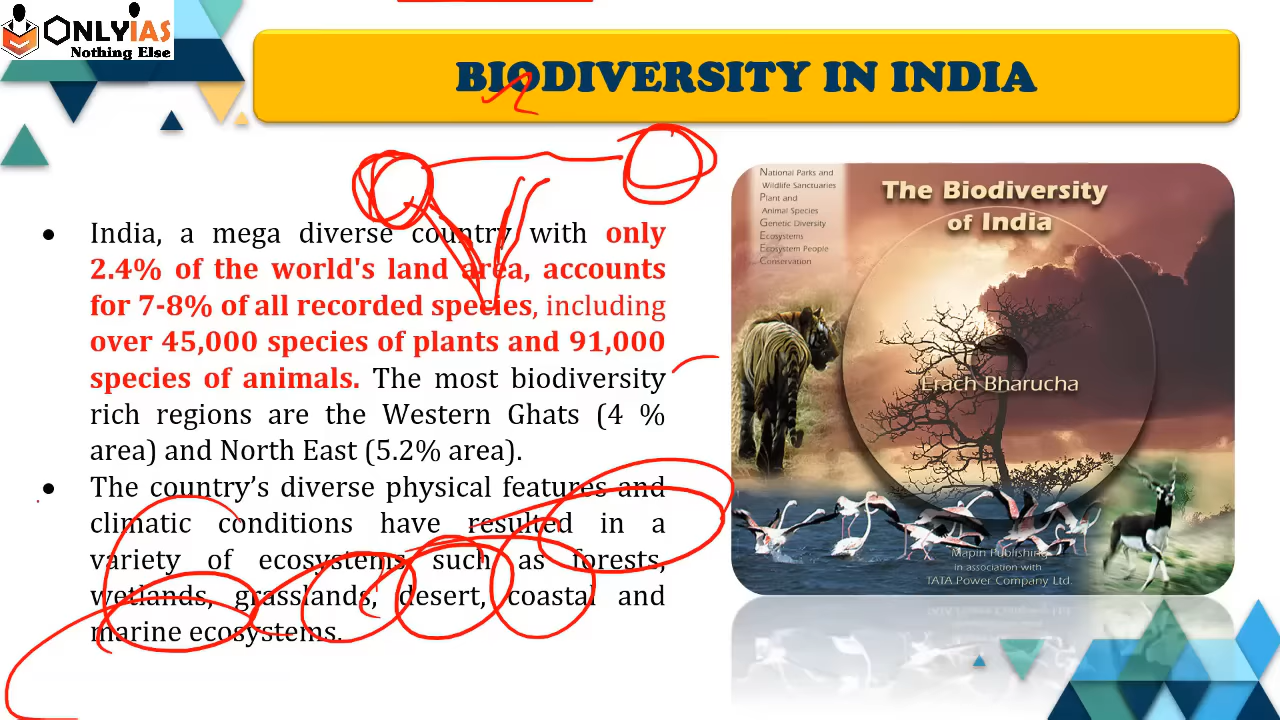 ONLYIAS
Nothing Else
BIODIVERSITY IN INDIA
● India, a mega diverse country with only
2.4% of the world's land area, accounts
for 7-8% of all recorded species, including
over 45,000 species of plants and 91,000
species of animals. The most biodiversity
rich regions are the Western Ghats (4 %
area) and North East (5.2% area).
● The country’s diverse physical features and
climatic conditions have resulted in a
variety of ecosystems such as forests,
wetlands, grasslands, desert, coastal and
marine ecosystems.
National Parks and
Wildlife Sanctuaries
Plant and
Animal Species
Genetic Diversity
Ecosystems
Ecosystem People
Conservation
The Biodiversity
of India
Erach Bharucha
Mapin Publishing
in association with
TATA Power Company Ltd.